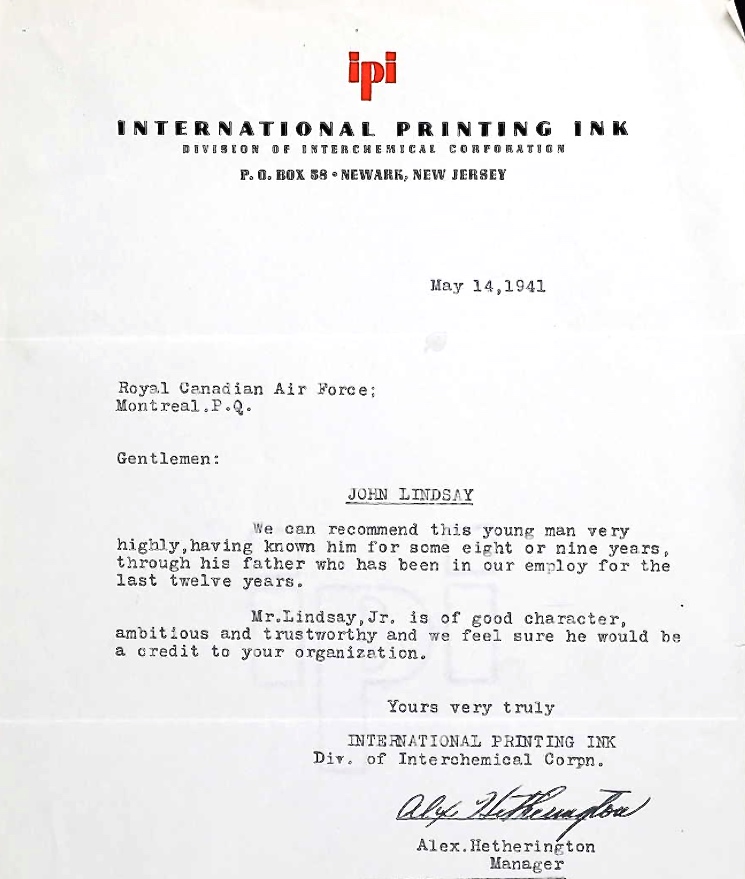 ipi
INTERNATIONAL PRINTING INK
DIVISION OF INTERCHEMICAL CORPORATION
P. O. BOX 58 • NEWARK, NEW JERSEY
May 14,1941
Royal Canadian Air Force;
Montreal.P.Q.
Gentlemen:
JOHN LINDSAY
We can recommend this young man very
highly,having known him for some eight or nine years,
through his father who has been in our employ for the
last twelve years.
Mr.Lindsay,Jr. is of good character,
ambitious and trustworthy and we feel sure he would be
a credit to your organization.
Yours very truly
INTERNATIONAL PRINTING INK
Div. of Interchemical Corpn.
Alex. Hetherington
Alex.Hetherington
Manager